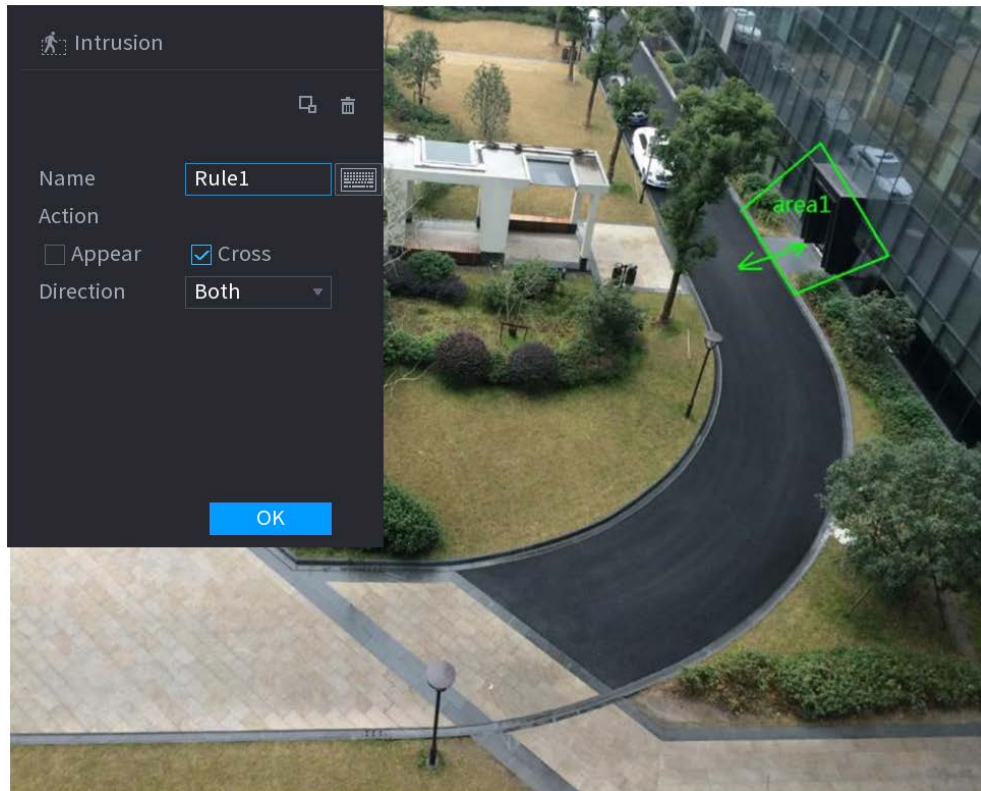 Intrusion
Name Rule1
Action
Appear Cross
Direction Both
OK
area1